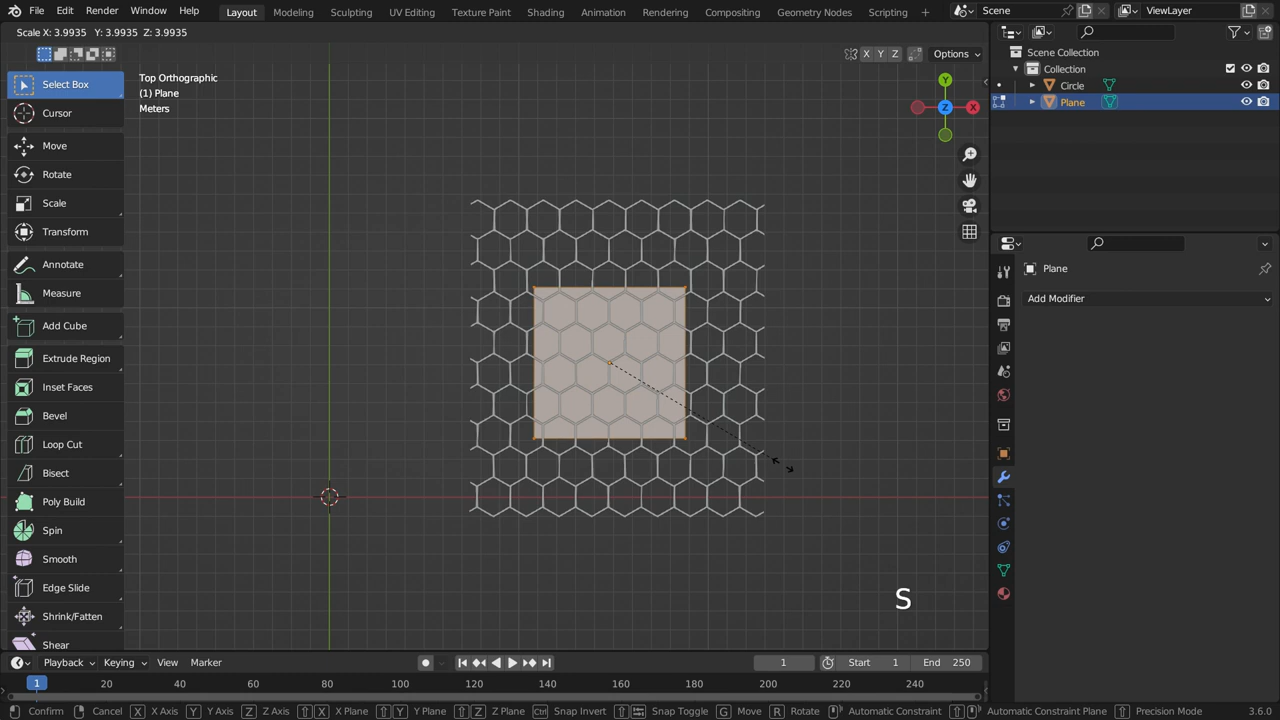 File Edit Render Window Help Layout Modeling Sculpting UV Editing Texture Paint Shading Animation Rendering Compositing Geometry Nodes Scripting Scene ViewLayer
Scale X: 3.9935 Y: 3.9935 Z: 3.9935
X Y Z Options
Select Box
Cursor
Move
Rotate
Scale
Transform
Annotate
Measure
Add Cube
Extrude Region
Inset Faces
Bevel
Loop Cut
Bisect
Poly Build
Spin
Smooth
Edge Slide
Shrink/Fatten
Shear
Top Orthographic
(1) Plane
Meters
Y
Z
X
S
Scene Collection
Collection
Circle
Plane
Plane
Add Modifier
Playback Keying View Marker 1 Start 1 End 250
1 20 40 60 80 100 120 140 160 180 200 220 240
Confirm Cancel X X Axis Y Y Axis Z Z Axis X X Plane Y Y Plane Z Z Plane Ctrl Snap Invert Snap Toggle G Move R Rotate Automatic Constraint Automatic Constraint Plane Precision Mode 3.6.0